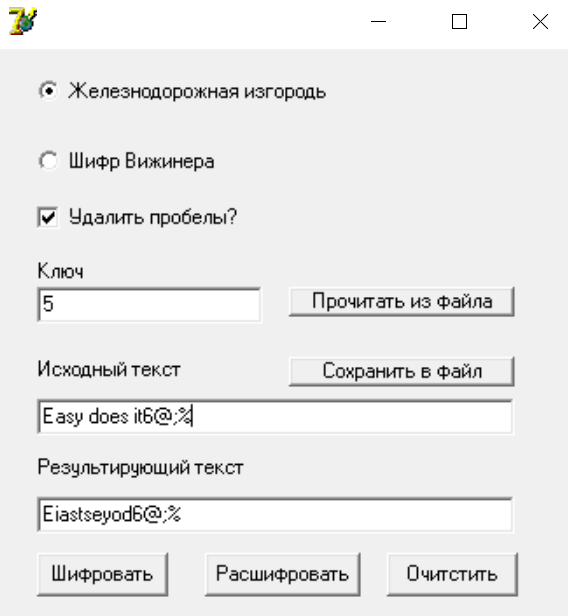 Железнодорожная изгородь
Шифр Вижинера
Удалить пробелы?
Ключ
5
Прочитать из файла
Исходный текст
Сохранить в файл
Easy does it6@;%
Результирующий текст
Eiastseyod6@;%
Шифровать
Расшифровать
Очитстить